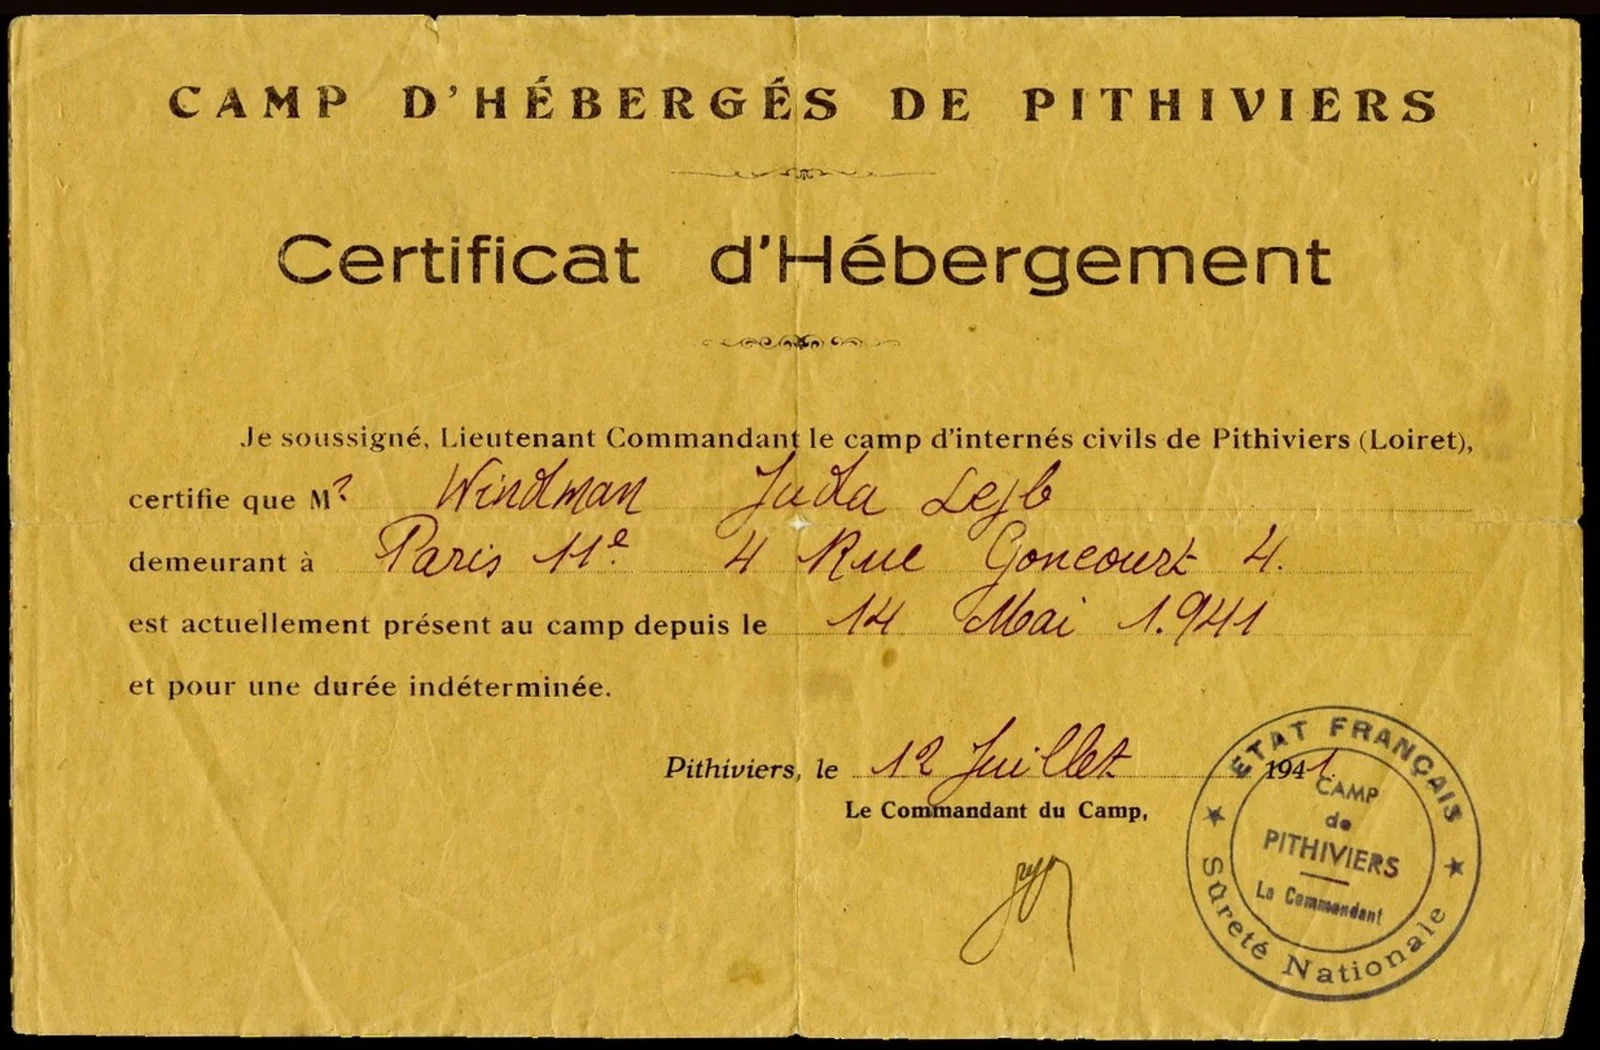 CAMP D'HÉBERGÉS DE PITHIVIERS
Certificat d'Hébergement
Je soussigné, Lieutenant Commandant le camp d'internés civils de Pithiviers (Loiret),
certifie que Mr Windman Juda Lejb
demeurant à Paris 11e 4 Rue Goncourt 4.
est actuellement présent au camp depuis le 14 Mai 1.941
et pour une durée indéterminée.
Pithiviers, le 12 Juillet 1941.
Le Commandant du Camp,
ETAT FRANÇAIS
CAMP
de
PITHIVIERS
Le Commandant
Sûreté Nationale